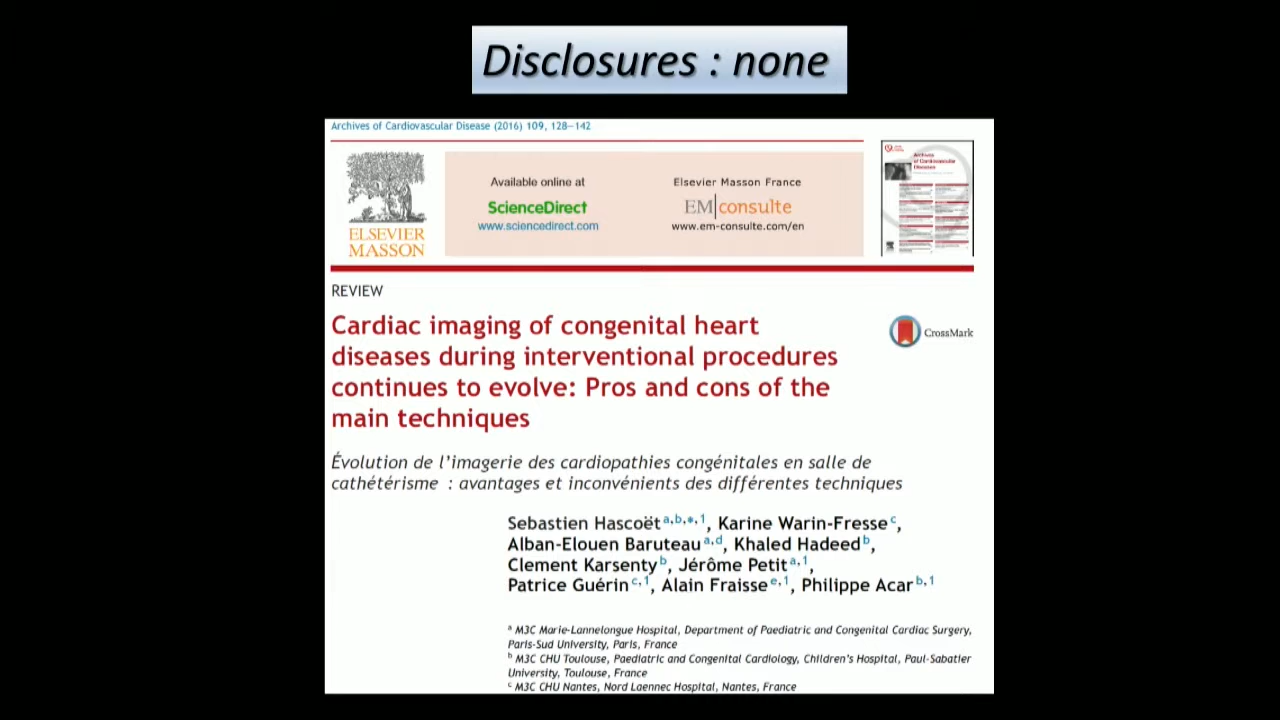 Disclosures : none
Archives of Cardiovascular Disease (2016) 109, 128—142
ELSEVIER
MASSON
Available online at
ScienceDirect
www.sciencedirect.com
Elsevier Masson France
EM|consulte
www.em-consulte.com/en
Archives
of Cardiovascular
Diseases
REVIEW
Cardiac imaging of congenital heart
diseases during interventional procedures
continues to evolve: Pros and cons of the
main techniques
CrossMark
Évolution de l'imagerie des cardiopathies congénitales en salle de
cathétérisme : avantages et inconvénients des différentes techniques
Sebastien Hascoët a,b,*,1, Karine Warin-Fresse c,
Alban-Elouen Baruteau a,d, Khaled Hadeed b,
Clement Karsenty b, Jérôme Petit a,1,
Patrice Guérin c,1, Alain Fraisse e,1, Philippe Acar b,1
a M3C Marie-Lannelongue Hospital, Department of Paediatric and Congenital Cardiac Surgery,
Paris-Sud University, Paris, France
b M3C CHU Toulouse, Paediatric and Congenital Cardiology, Children's Hospital, Paul-Sabatier
University, Toulouse, France
c M3C CHU Nantes, Nord Laennec Hospital, Nantes, France